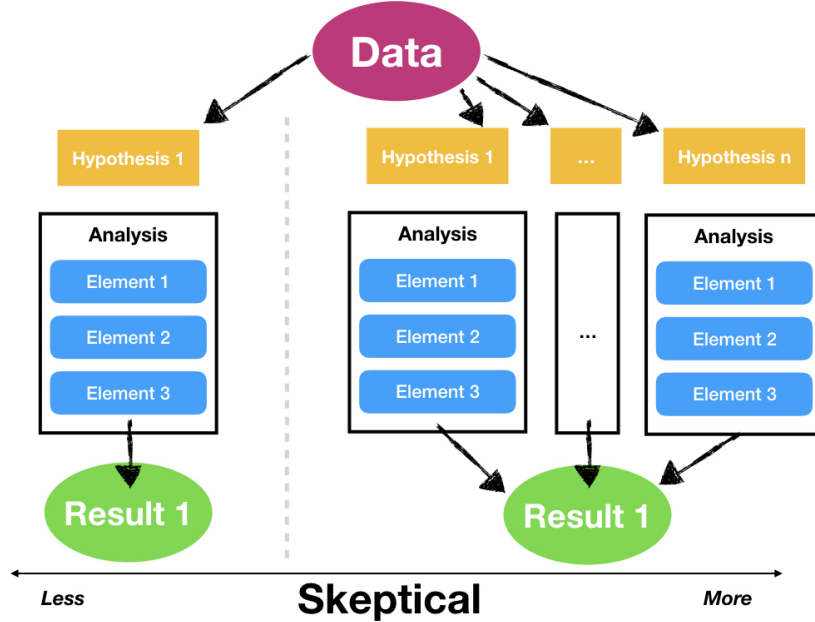 Data
Hypothesis 1
Hypothesis 1
...
Hypothesis n
Analysis
Element 1
Element 2
Element 3
Analysis
Element 1
Element 2
Element 3
...
Analysis
Element 1
Element 2
Element 3
Result 1
Result 1
Less
Skeptical
More